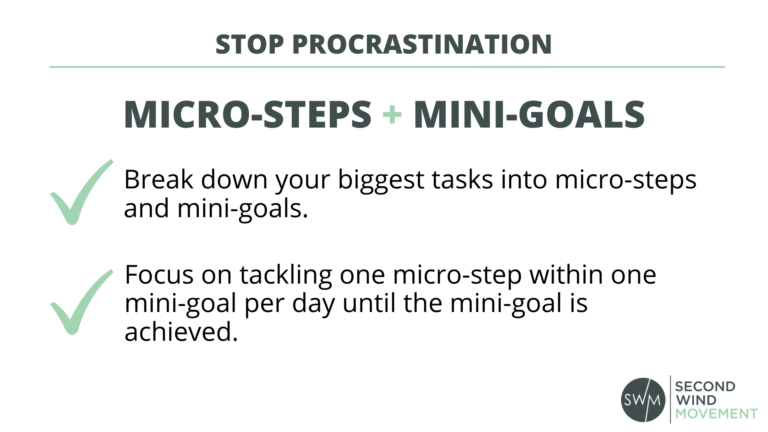 STOP PROCRASTINATION
MICRO-STEPS + MINI-GOALS
Break down your biggest tasks into micro-steps
and mini-goals.
Focus on tackling one micro-step within one
mini-goal per day until the mini-goal is
achieved.
SWM
SECOND
WIND
MOVEMENT